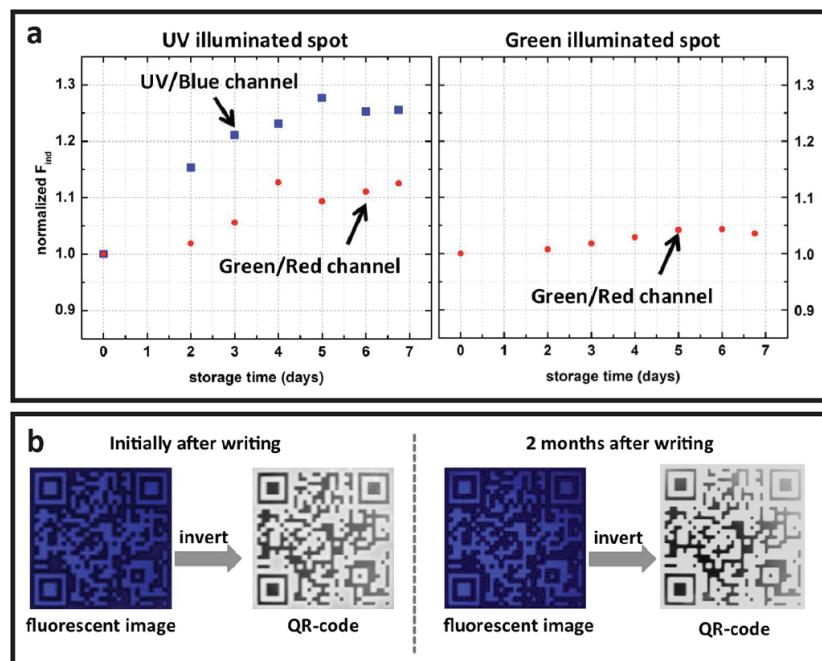 a
UV illuminated spot
Green illuminated spot
UV/Blue channel
Green/Red channel
normalized F_ind
1.3
1.2
1.1
1.0
0.9
0 1 2 3 4 5 6 7
storage time (days)
Green/Red channel
1.3
1.2
1.1
1.0
0.9
0 1 2 3 4 5 6 7
storage time (days)
b
Initially after writing
2 months after writing
invert
invert
fluorescent image
QR-code
fluorescent image
QR-code